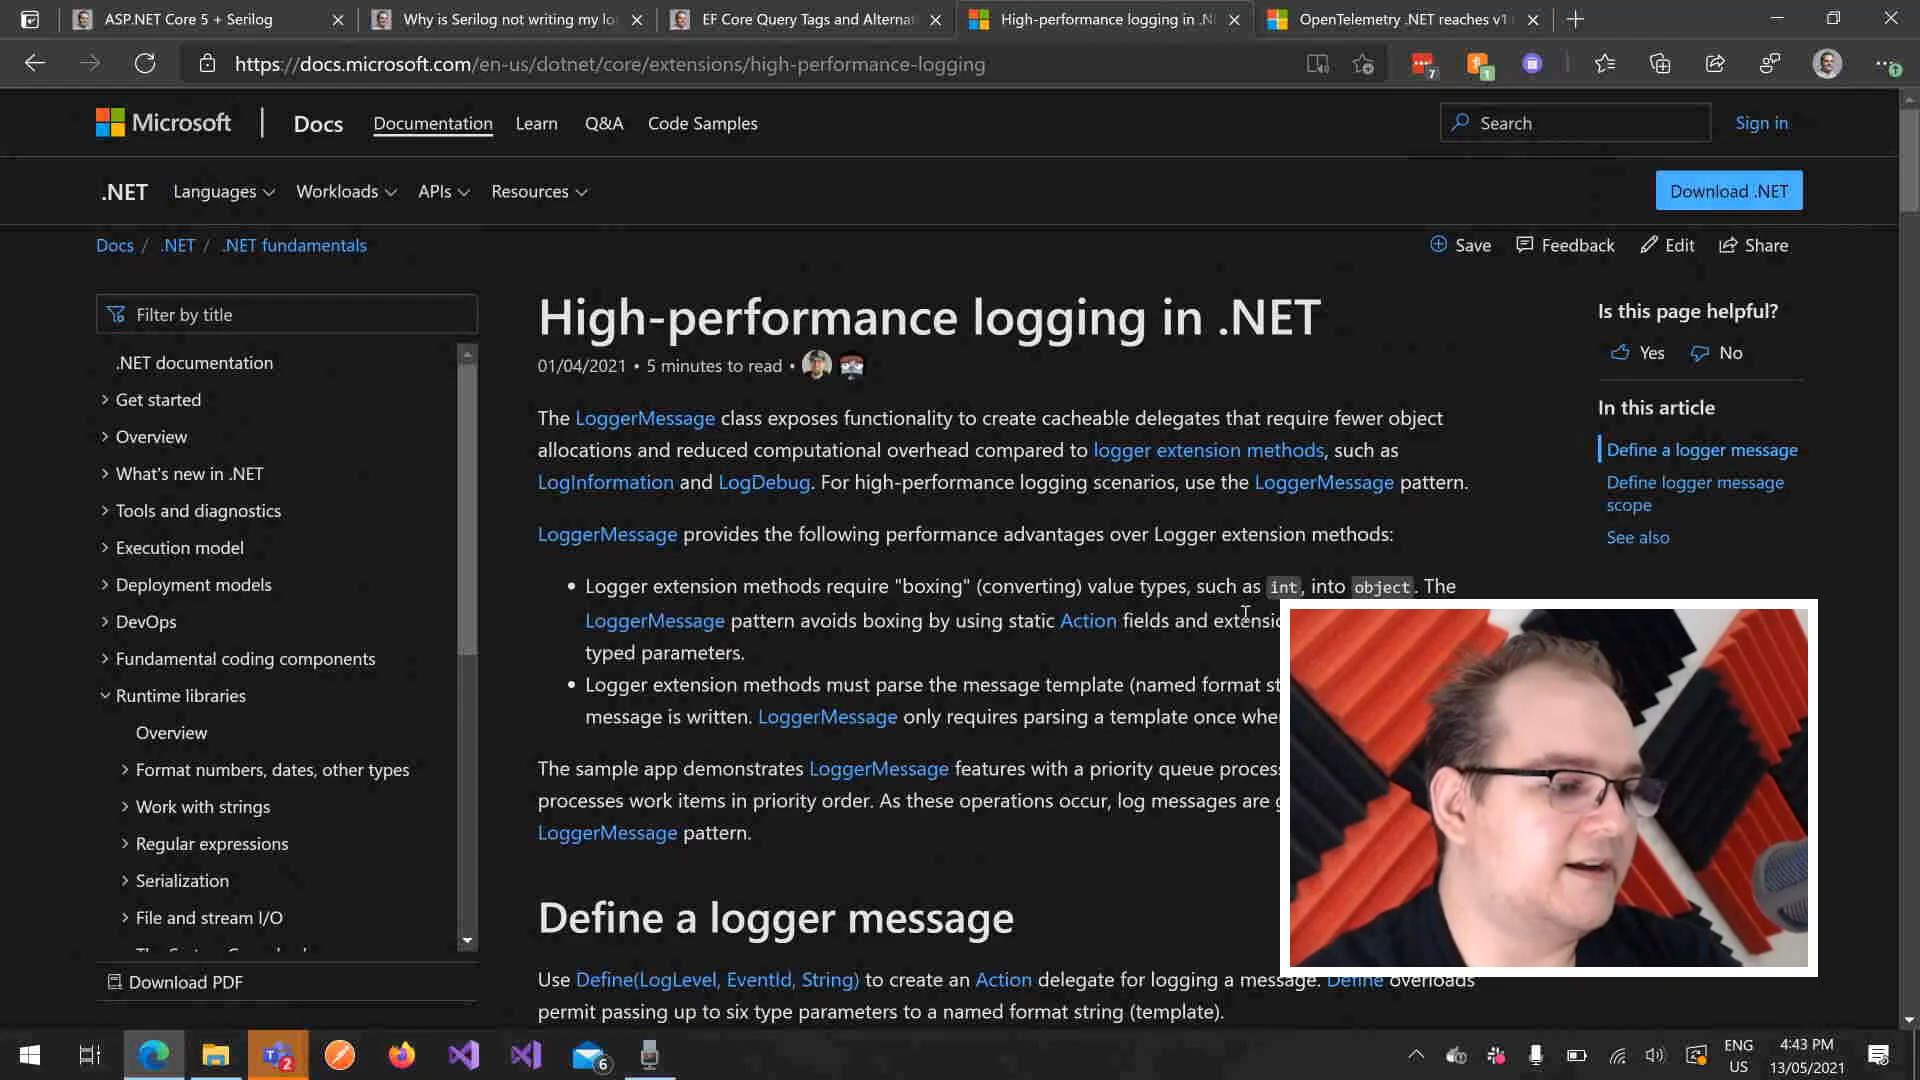 ASP.NET Core 5 + Serilog
Why is Serilog not writing my lo
EF Core Query Tags and Alterna
High-performance logging in .N
OpenTelemetry .NET reaches v1
https://docs.microsoft.com/en-us/dotnet/core/extensions/high-performance-logging
7
1
Microsoft
Docs
Documentation
Learn
Q&A
Code Samples
Search
Sign in
.NET
Languages
Workloads
APIs
Resources
Download .NET
Docs / .NET / .NET fundamentals
Save
Feedback
Edit
Share
Filter by title
.NET documentation
Get started
Overview
What's new in .NET
Tools and diagnostics
Execution model
Deployment models
DevOps
Fundamental coding components
Runtime libraries
Overview
Format numbers, dates, other types
Work with strings
Regular expressions
Serialization
File and stream I/O
Download PDF
High-performance logging in .NET
01/04/2021 • 5 minutes to read •
The LoggerMessage class exposes functionality to create cacheable delegates that require fewer object
allocations and reduced computational overhead compared to logger extension methods, such as
LogInformation and LogDebug. For high-performance logging scenarios, use the LoggerMessage pattern.
LoggerMessage provides the following performance advantages over Logger extension methods:
• Logger extension methods require "boxing" (converting) value types, such as int, into object. The
LoggerMessage pattern avoids boxing by using static Action fields and extensio
typed parameters.
• Logger extension methods must parse the message template (named format st
message is written. LoggerMessage only requires parsing a template once whe
The sample app demonstrates LoggerMessage features with a priority queue proces
processes work items in priority order. As these operations occur, log messages are g
LoggerMessage pattern.
Define a logger message
Use Define(LogLevel, EventId, String) to create an Action delegate for logging a message. Define overloads
permit passing up to six type parameters to a named format string (template).
Is this page helpful?
Yes
No
In this article
Define a logger message
Define logger message
scope
See also
2
6
ENG
US
4:43 PM
13/05/2021